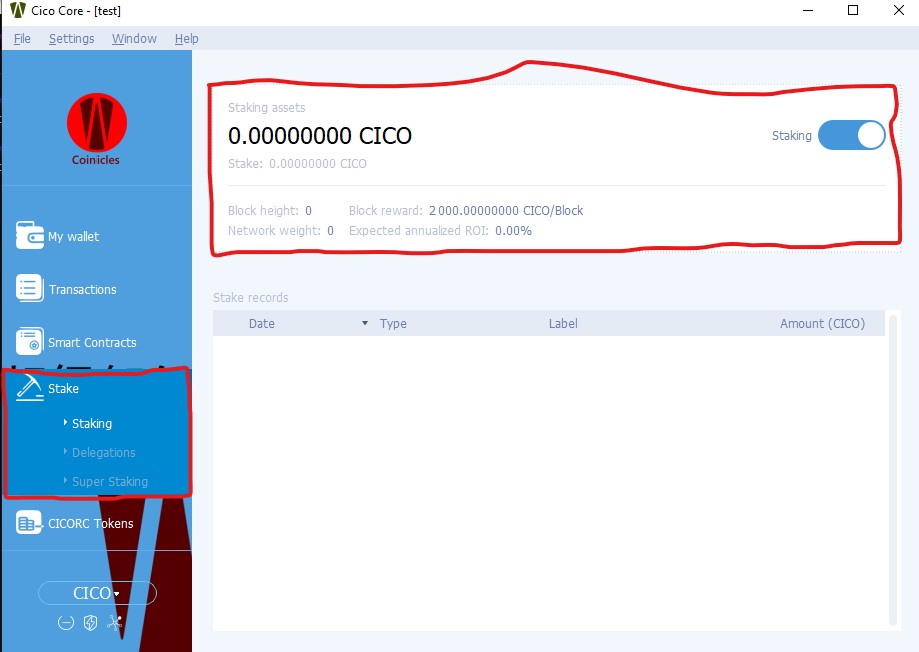 Cico Core - [test]
File Settings Window Help
Coinicles
My wallet
Transactions
Smart Contracts
Stake
Staking
Delegations
Super Staking
CICORC Tokens
CICO
Staking assets
0.00000000 CICO
Stake: 0.00000000 CICO
Staking
Block height: 0 Block reward: 2 000.00000000 CICO/Block
Network weight: 0 Expected annualized ROI: 0.00%
Stake records
Date Type Label Amount (CICO)